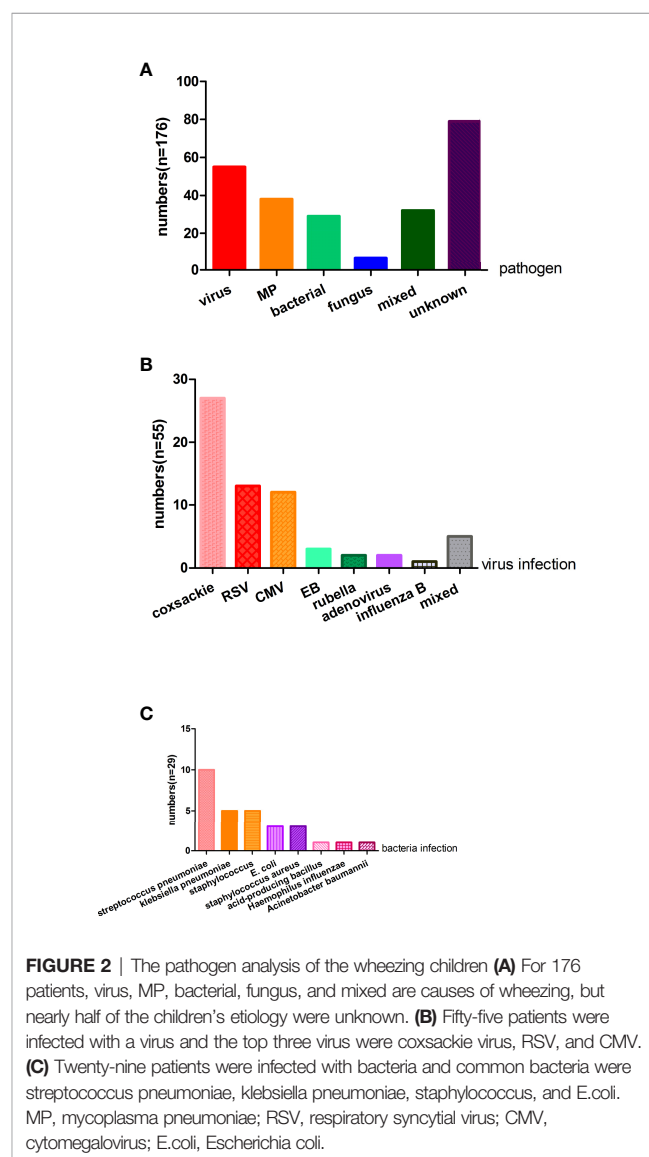 A
100
80
60
40
20
0
numbers(n=176)
virus
MP
bacterial
fungus
mixed
unknown
pathogen
B
30
20
10
0
numbers(n=55)
coxsackie
RSV
CMV
EB
rubella
adenovirus
influenza B
mixed
virus infection
C
15
10
5
0
numbers(n=29)
streptococcus pneumoniae
klebsiella pneumoniae
staphylococcus
E. coli
staphylococcus aureus
acid-producing bacillus
Haemophilus influenzae
Acinetobacter baumannii
bacteria infection
FIGURE 2 | The pathogen analysis of the wheezing children (A) For 176
patients, virus, MP, bacterial, fungus, and mixed are causes of wheezing, but
nearly half of the children’s etiology were unknown. (B) Fifty-five patients were
infected with a virus and the top three virus were coxsackie virus, RSV, and CMV.
(C) Twenty-nine patients were infected with bacteria and common bacteria were
streptococcus pneumoniae, klebsiella pneumoniae, staphylococcus, and E.coli.
MP, mycoplasma pneumoniae; RSV, respiratory syncytial virus; CMV,
cytomegalovirus; E.coli, Escherichia coli.